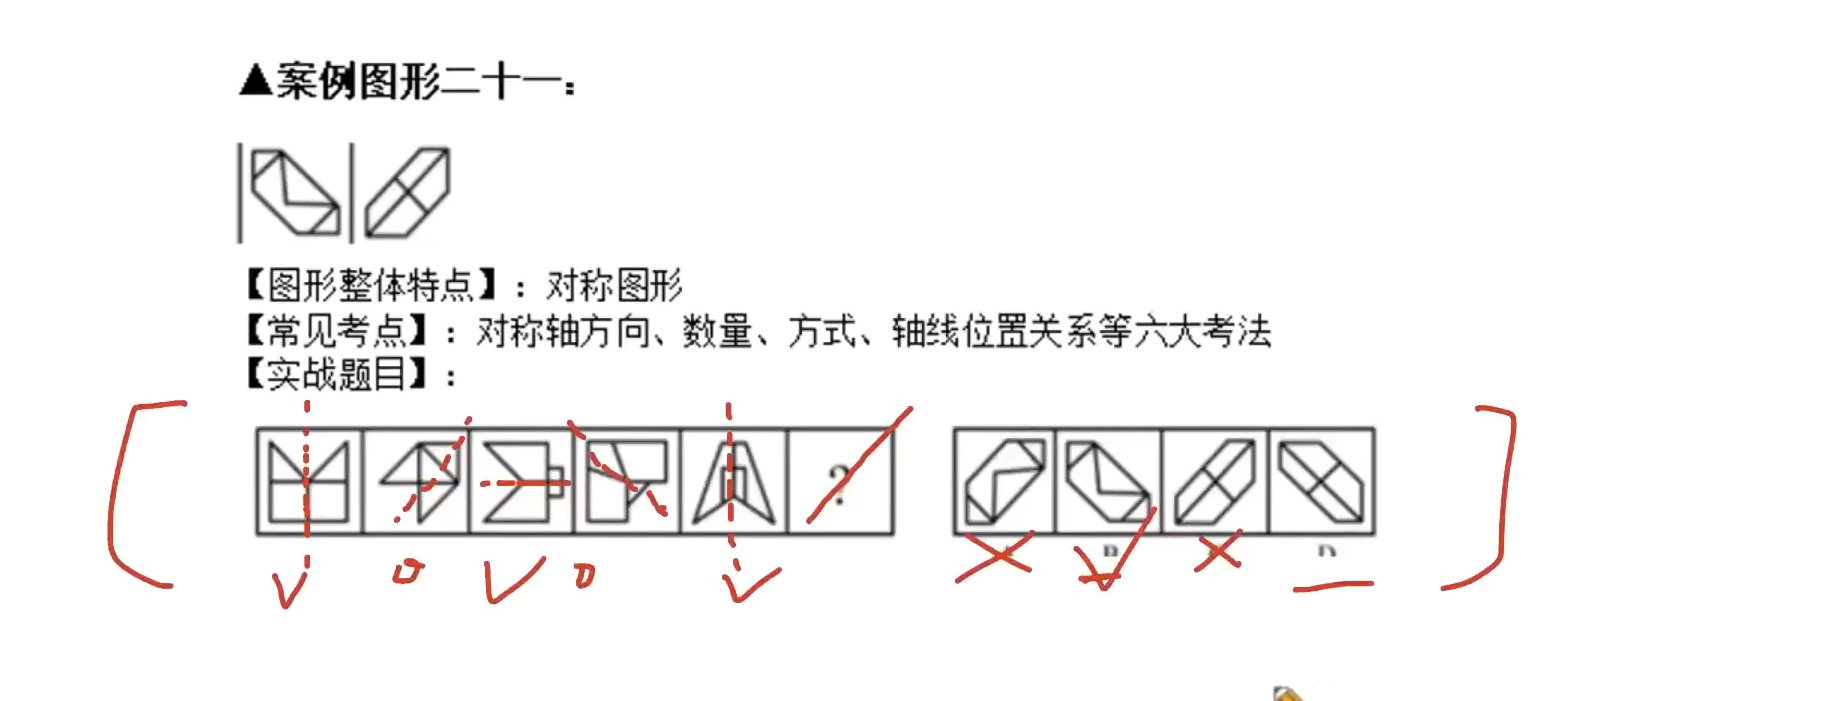 ▲案例图形二十一：
【图形整体特点】：对称图形
【常见考点】：对称轴方向、数量、方式、轴线位置关系等六大考法
【实战题目】：
?
B D